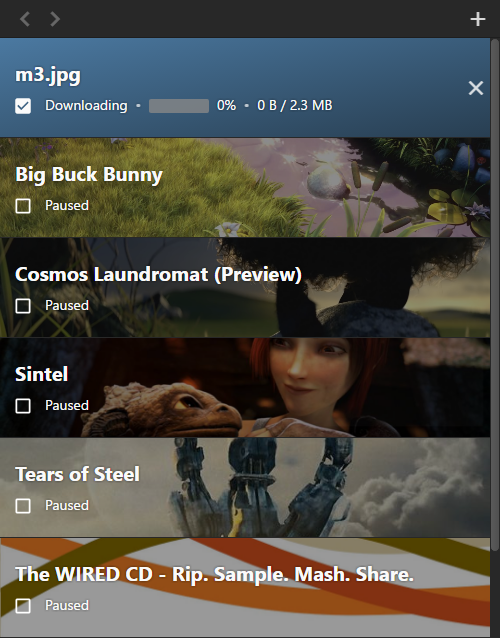 m3.jpg
Downloading • 0% • 0 B / 2.3 MB
Big Buck Bunny
Paused
Cosmos Laundromat (Preview)
Paused
Sintel
Paused
Tears of Steel
Paused
The WIRED CD - Rip. Sample. Mash. Share.
Paused